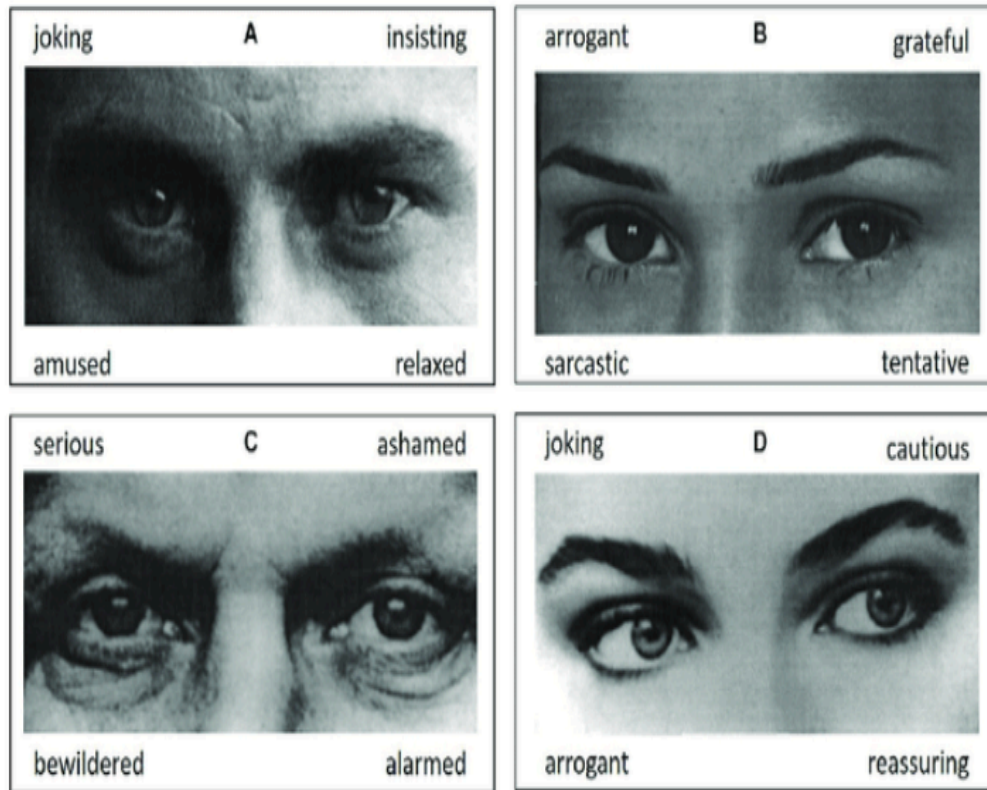 joking A insisting
amused relaxed
arrogant B grateful
sarcastic tentative
serious C ashamed
bewildered alarmed
joking D cautious
arrogant reassuring